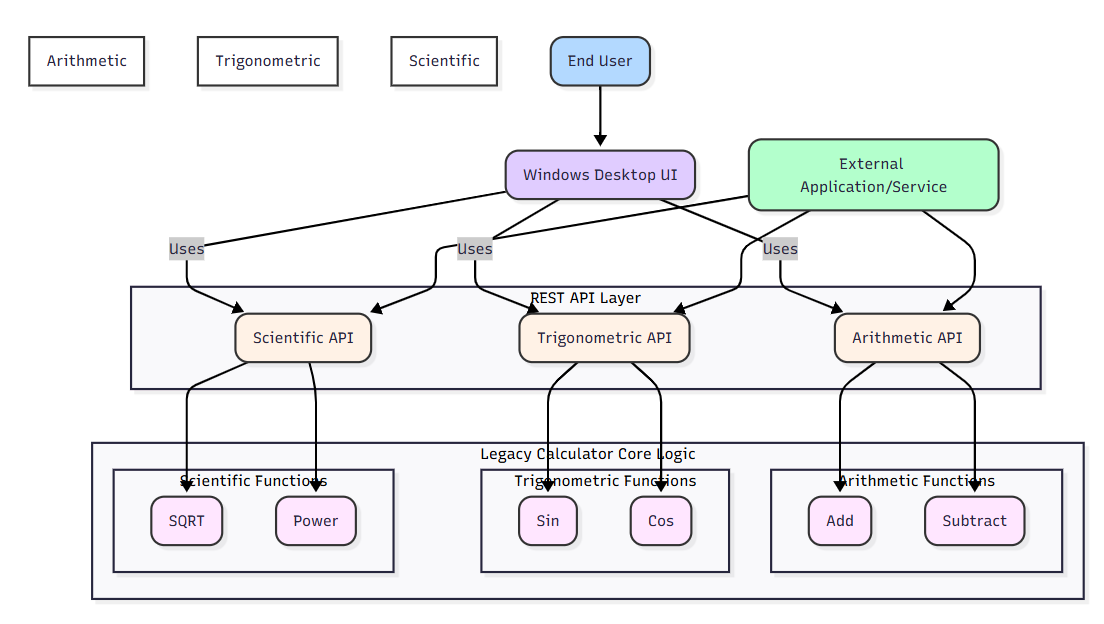 Arithmetic
Trigonometric
Scientific
End User
Windows Desktop UI
External
Application/Service
Uses
Uses
Uses
REST API Layer
Scientific API
Trigonometric API
Arithmetic API
Legacy Calculator Core Logic
Scientific Functions
Trigonometric Functions
Arithmetic Functions
SQRT
Power
Sin
Cos
Add
Subtract